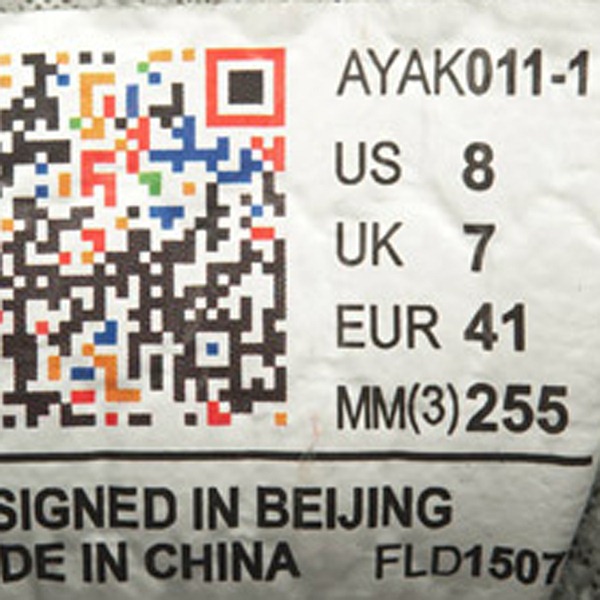 AYAK011-1
US 8
UK 7
EUR 41
MM(3) 255
SIGNED IN BEIJING
DE IN CHINA FLD1507